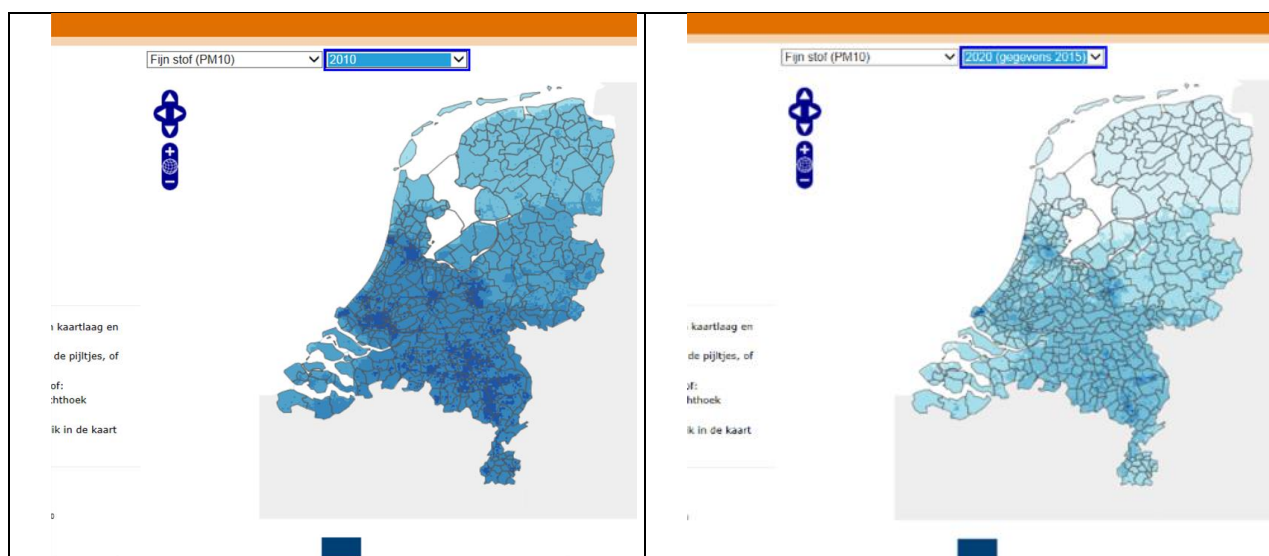 Fijn stof (PM10) 2010
kaartlaag en
de pijltjes, of
of:
chthoek
ik in de kaart
Fijn stof (PM10) 2020 (gegevens 2015)
kaartlaag en
de pijltjes, of
of:
hthoek
ik in de kaart